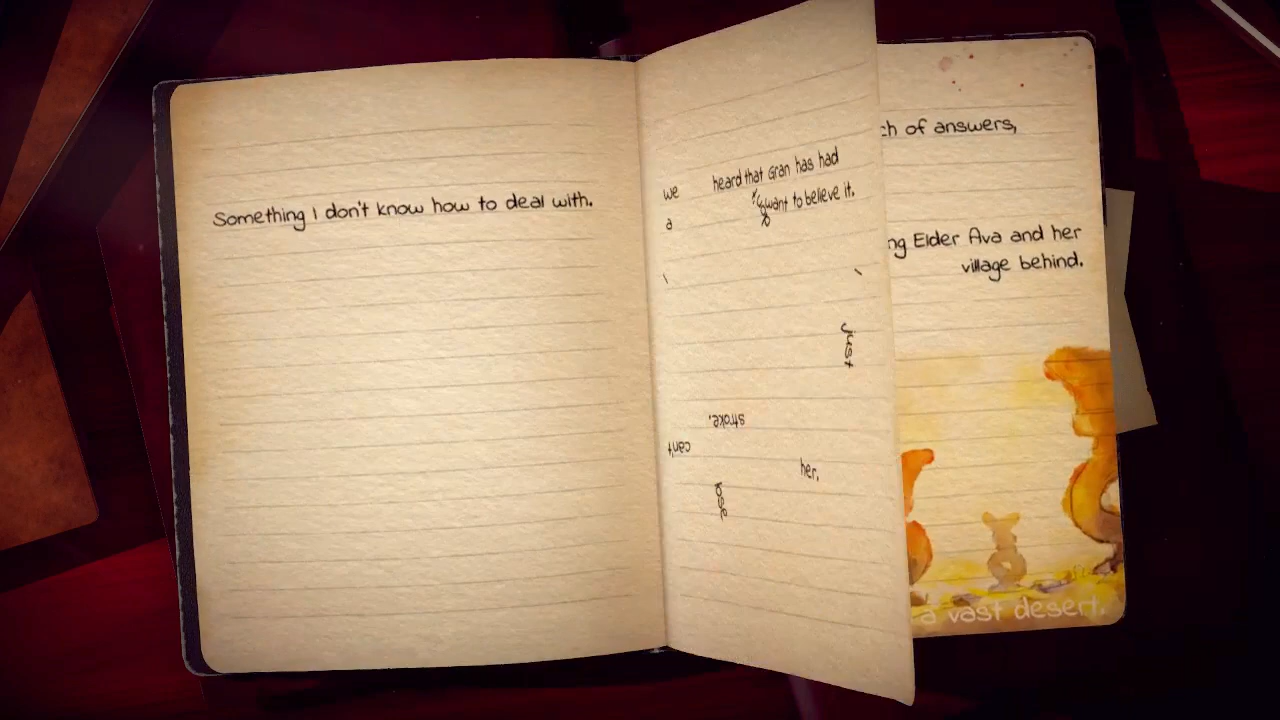 Something I don't know how to deal with.
we heard that Gran has had
a want to believe it.
I
just
stroke.
can't
her,
lose
ch of answers,
ng Elder Ava and her
village behind.
a vast desert.